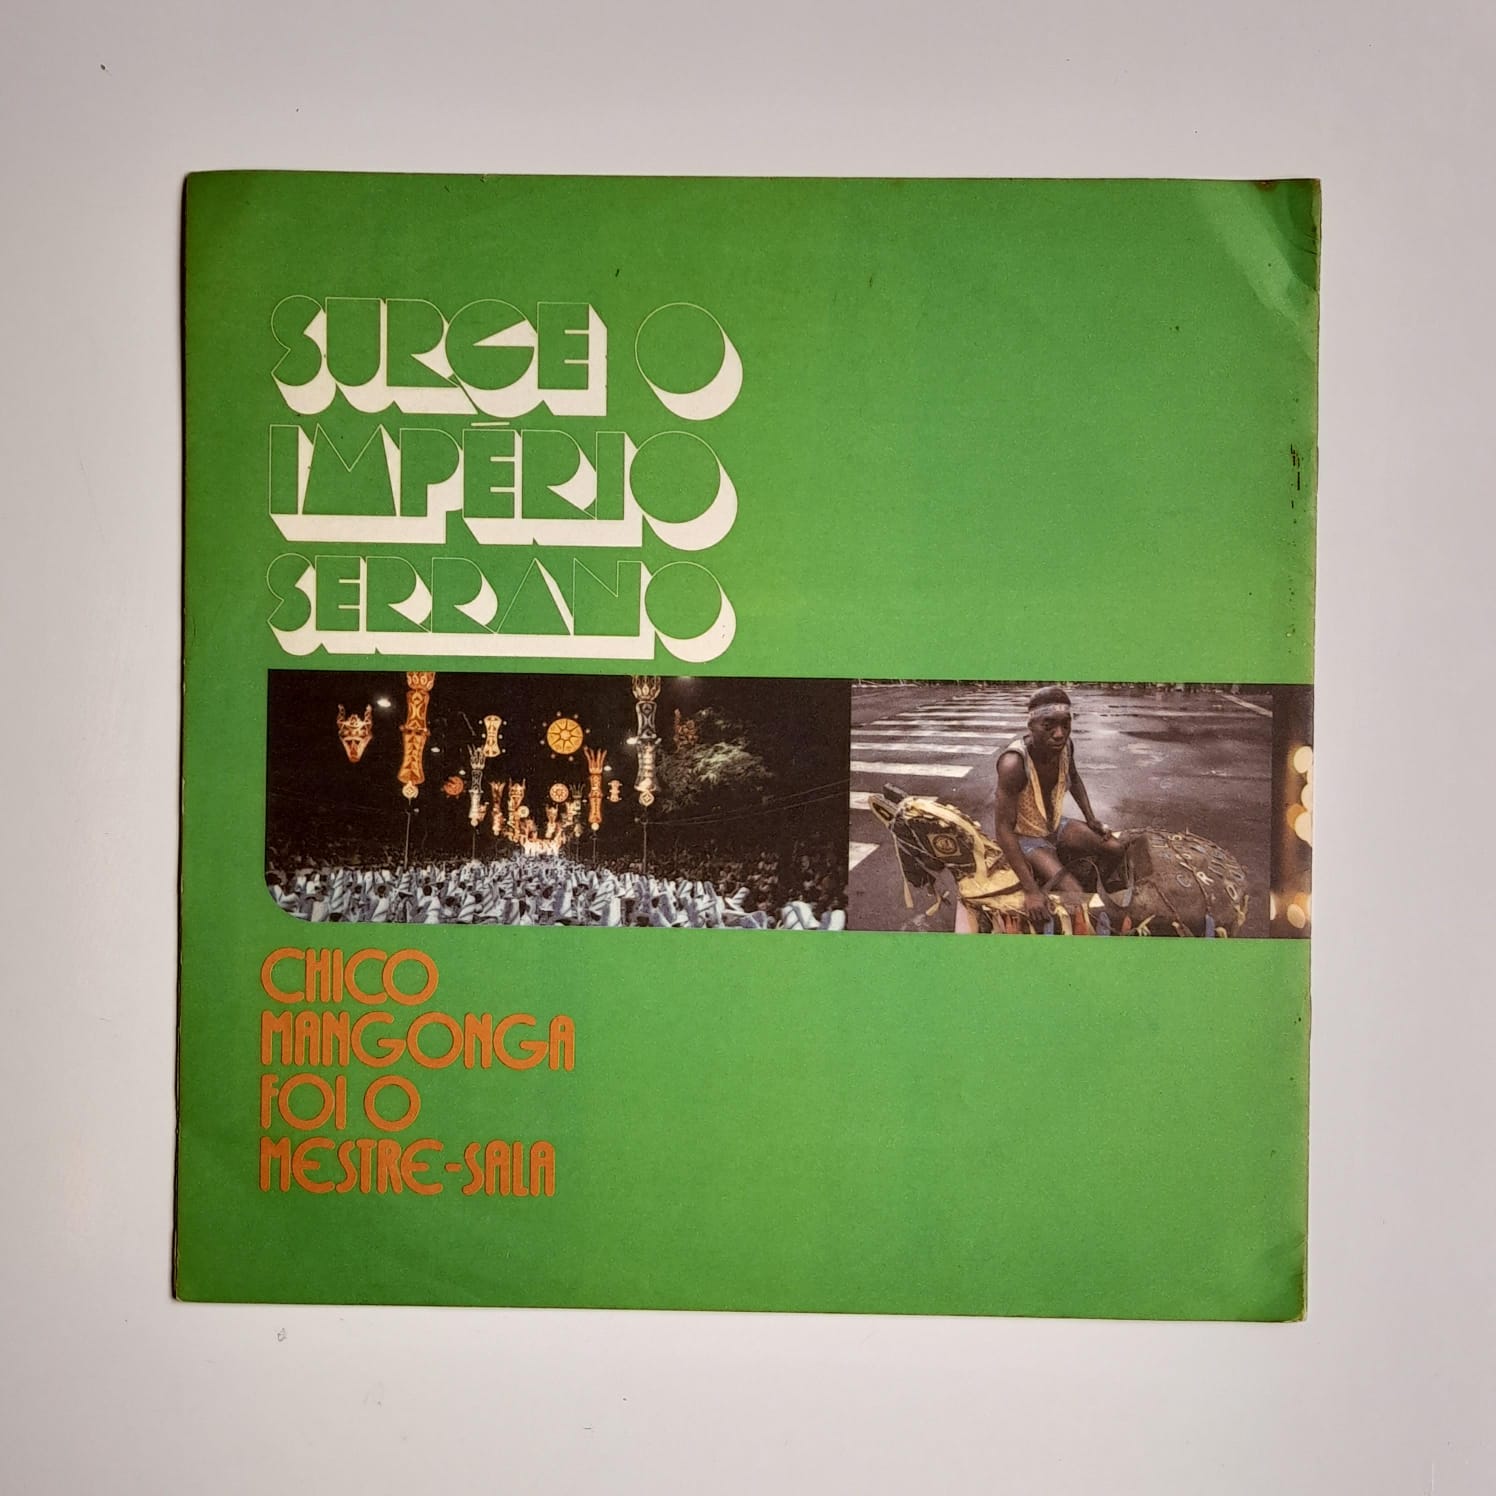 SURGE O
IMPÉRIO
SERRANO
CHICO
MANGONGA
FOI O
MESTRE-SALA